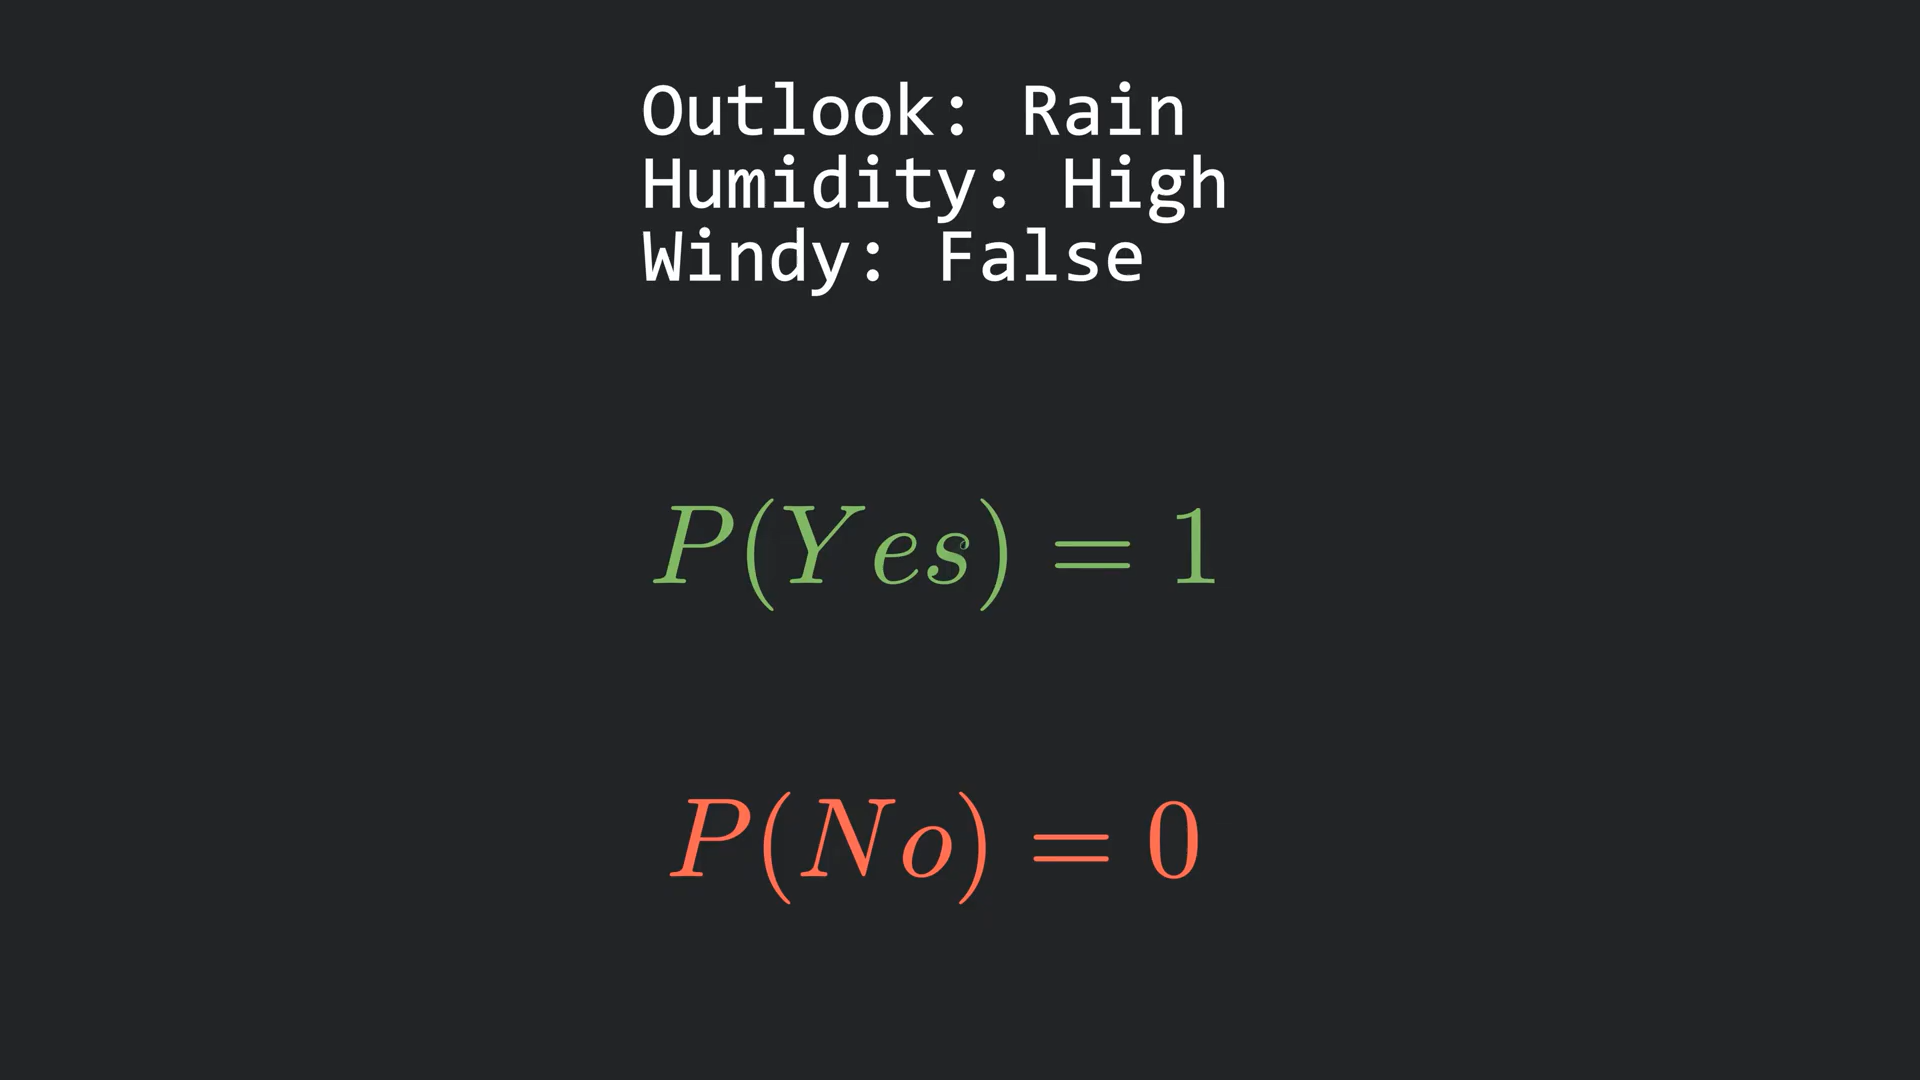 Outlook: Rain
Humidity: High
Windy: False
P(Yes) = 1
P(No) = 0